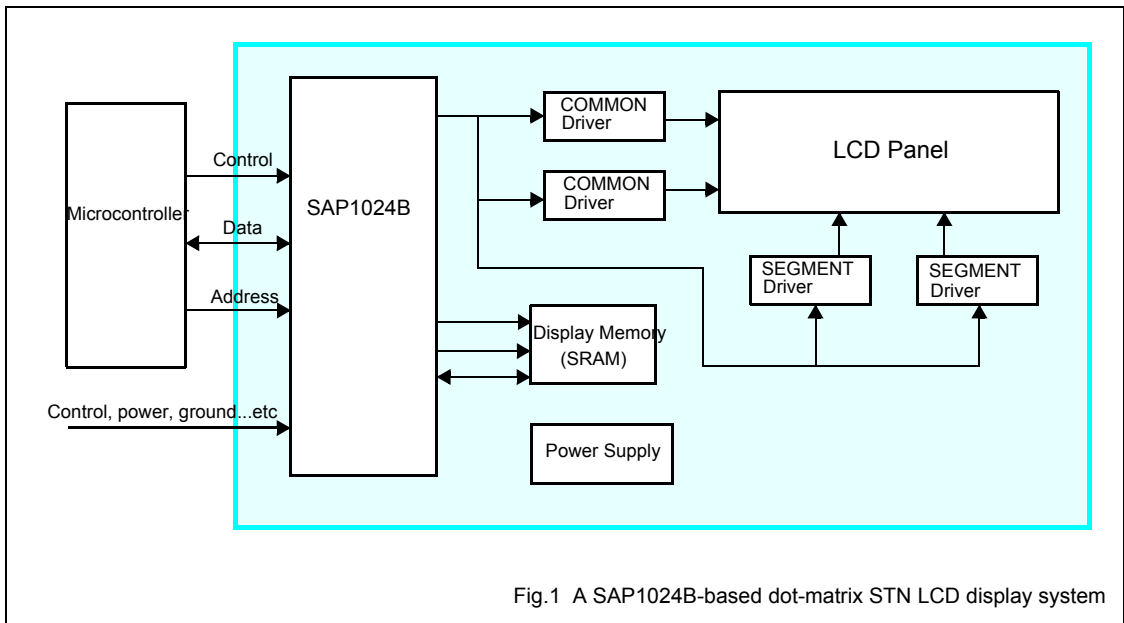 COMMON
Driver
LCD Panel
Control
SAP1024B
COMMON
Driver
Microcontroller
Data
SEGMENT
Driver
SEGMENT
Driver
Address
Display Memory
(SRAM)
Control, power, ground...etc
Power Supply
Fig.1 A SAP1024B-based dot-matrix STN LCD display system